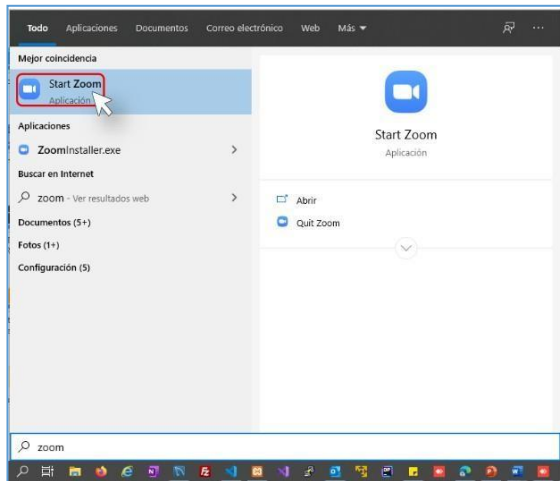 Todo Aplicaciones Documentos Correo electrónico Web Más
Mejor coincidencia
Start Zoom
Aplicación
Aplicaciones
ZoomInstaller.exe
Buscar en Internet
zoom - Ver resultados web
Documentos (5+)
Fotos (1+)
Configuración (5)
Start Zoom
Aplicación
Abrir
Quit Zoom
zoom